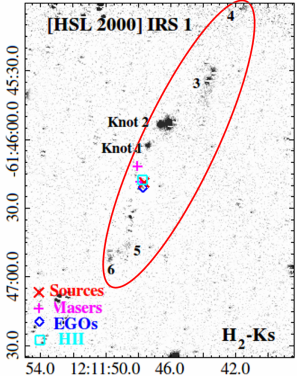 [HSL 2000] IRS 1
4
3
Knot 2
Knot 1
5
6
Sources
Masers
EGOs
HII
H2-Ks
45:30.0
-61:46:00.0
30.0
47:00.0
30.0
54.0 12:11:50.0 46.0 42.0